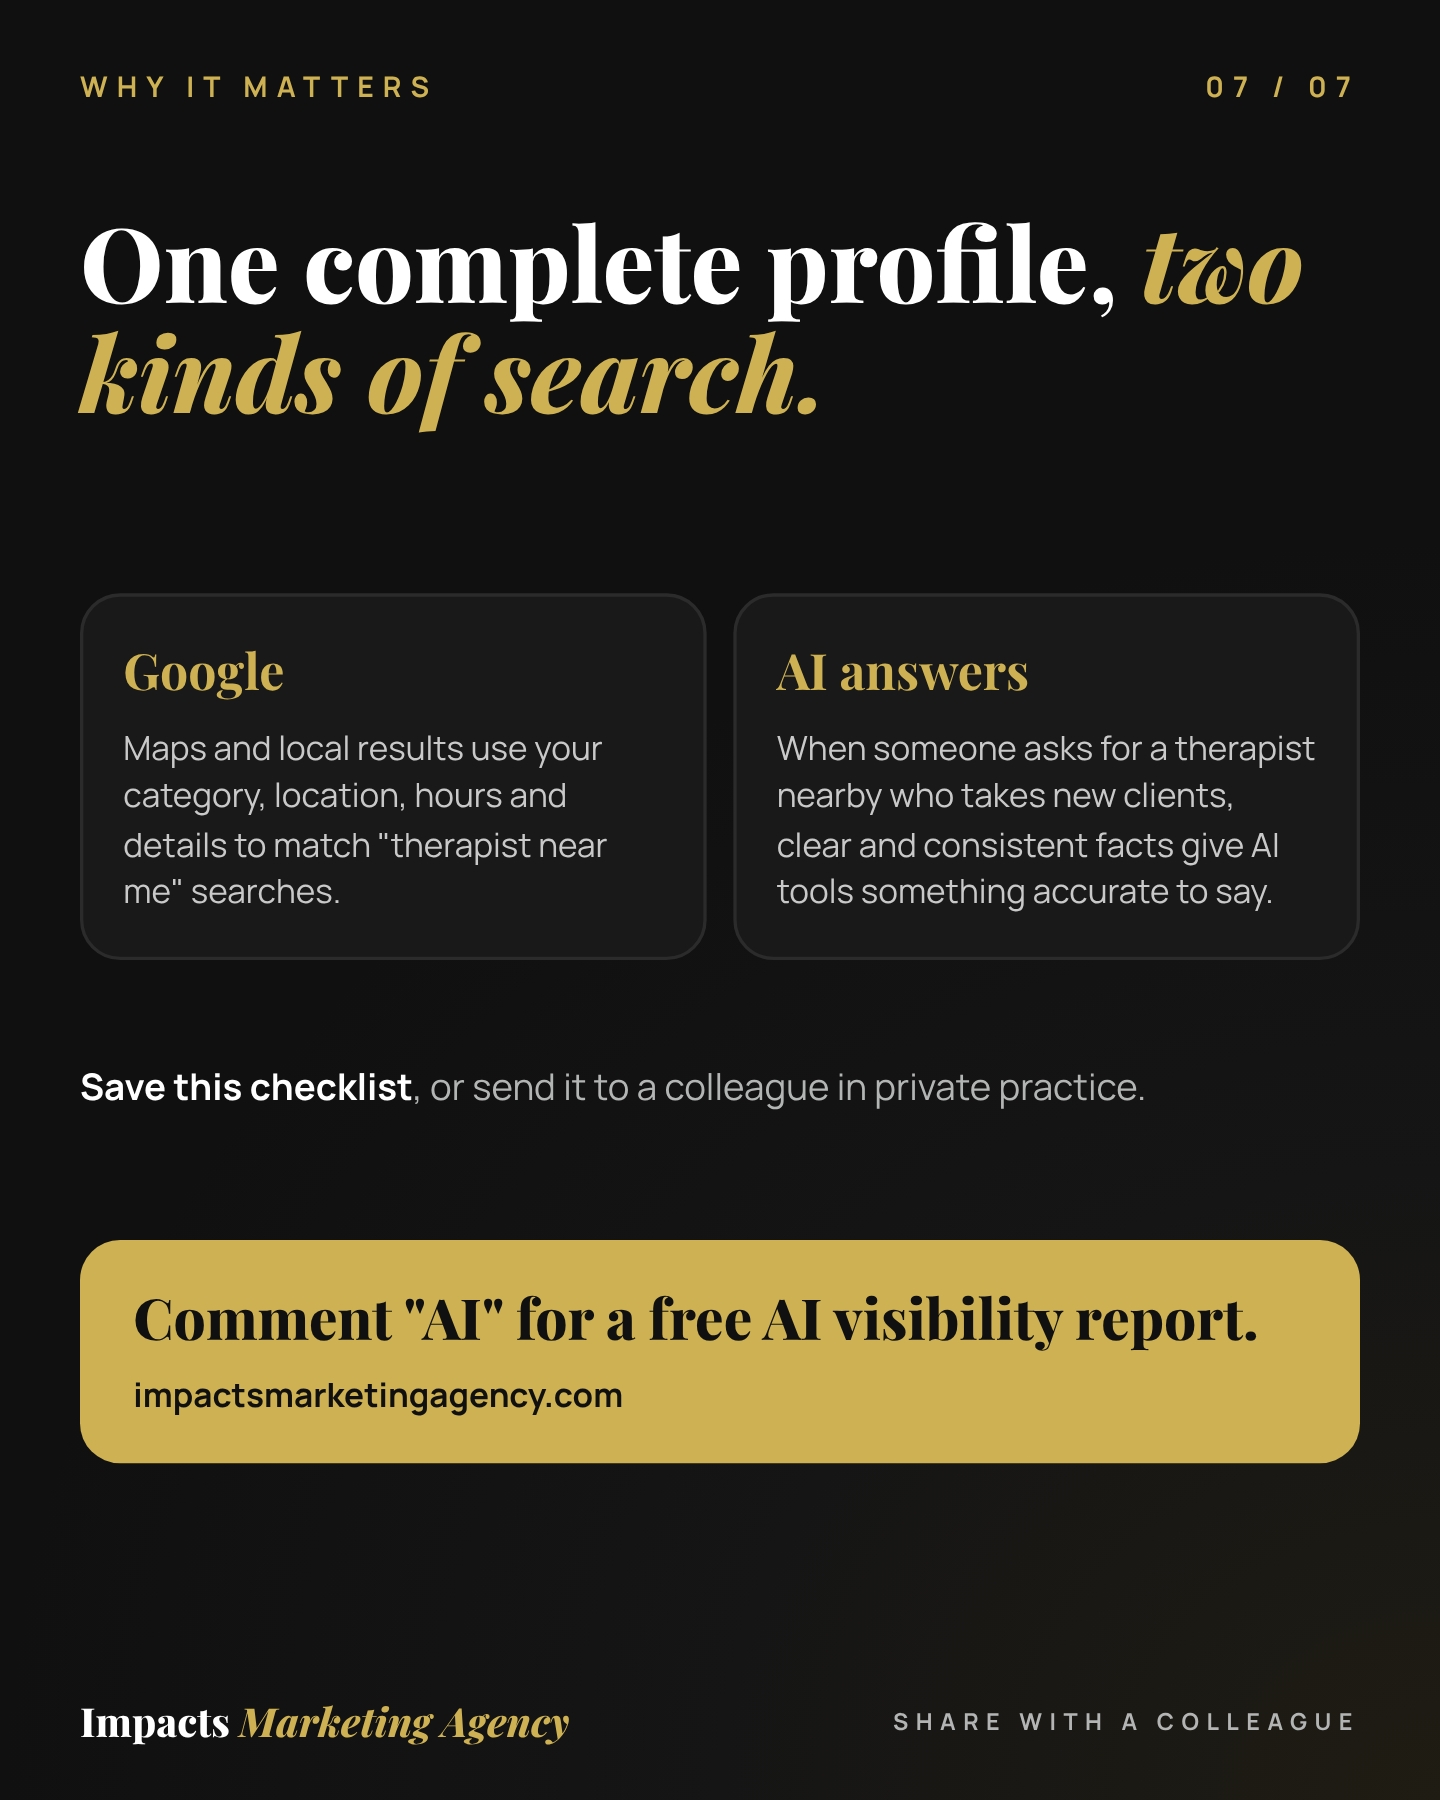 WHY IT MATTERS
07 / 07
One complete profile, two
kinds of search.
Google
Maps and local results use your
category, location, hours and
details to match "therapist near
me" searches.
AI answers
When someone asks for a therapist
nearby who takes new clients,
clear and consistent facts give AI
tools something accurate to say.
Save this checklist, or send it to a colleague in private practice.
Comment "AI" for a free AI visibility report.
impactsmarketingagency.com
Impacts Marketing Agency
SHARE WITH A COLLEAGUE